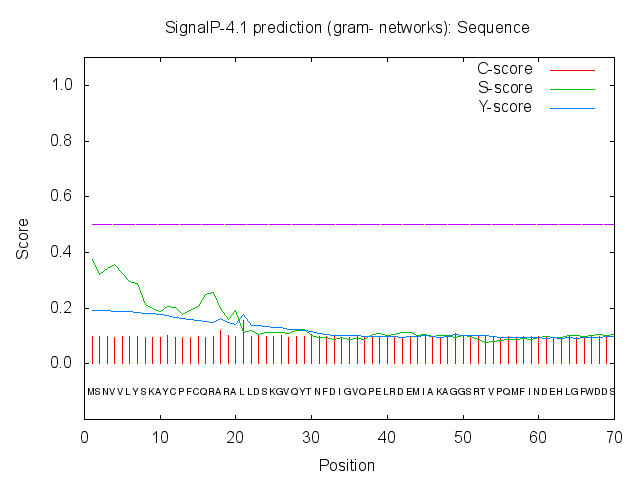 SignalP-4.1 prediction (gram- networks): Sequence
C-score
S-score
Y-score
1.0
0.8
0.6
0.4
0.2
0.0
Score
MSNVVLYSKAYCPFCQRARALLDSKGVQYTNFDIGVQPELRDEMIAKAGGSRTVPQMFINDEHLGFWDDS
0 10 20 30 40 50 60 70
Position